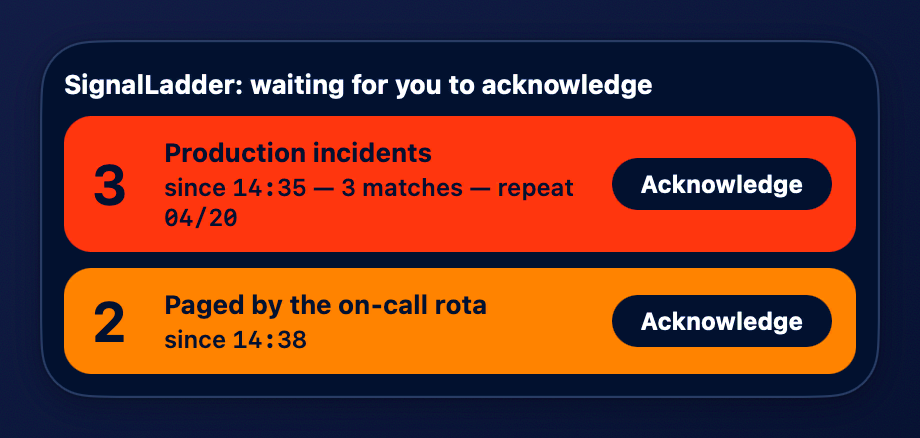 SignalLadder: waiting for you to acknowledge
3
Production incidents
since 14:35 — 3 matches — repeat
04/20
Acknowledge
2
Paged by the on-call rota
since 14:38
Acknowledge